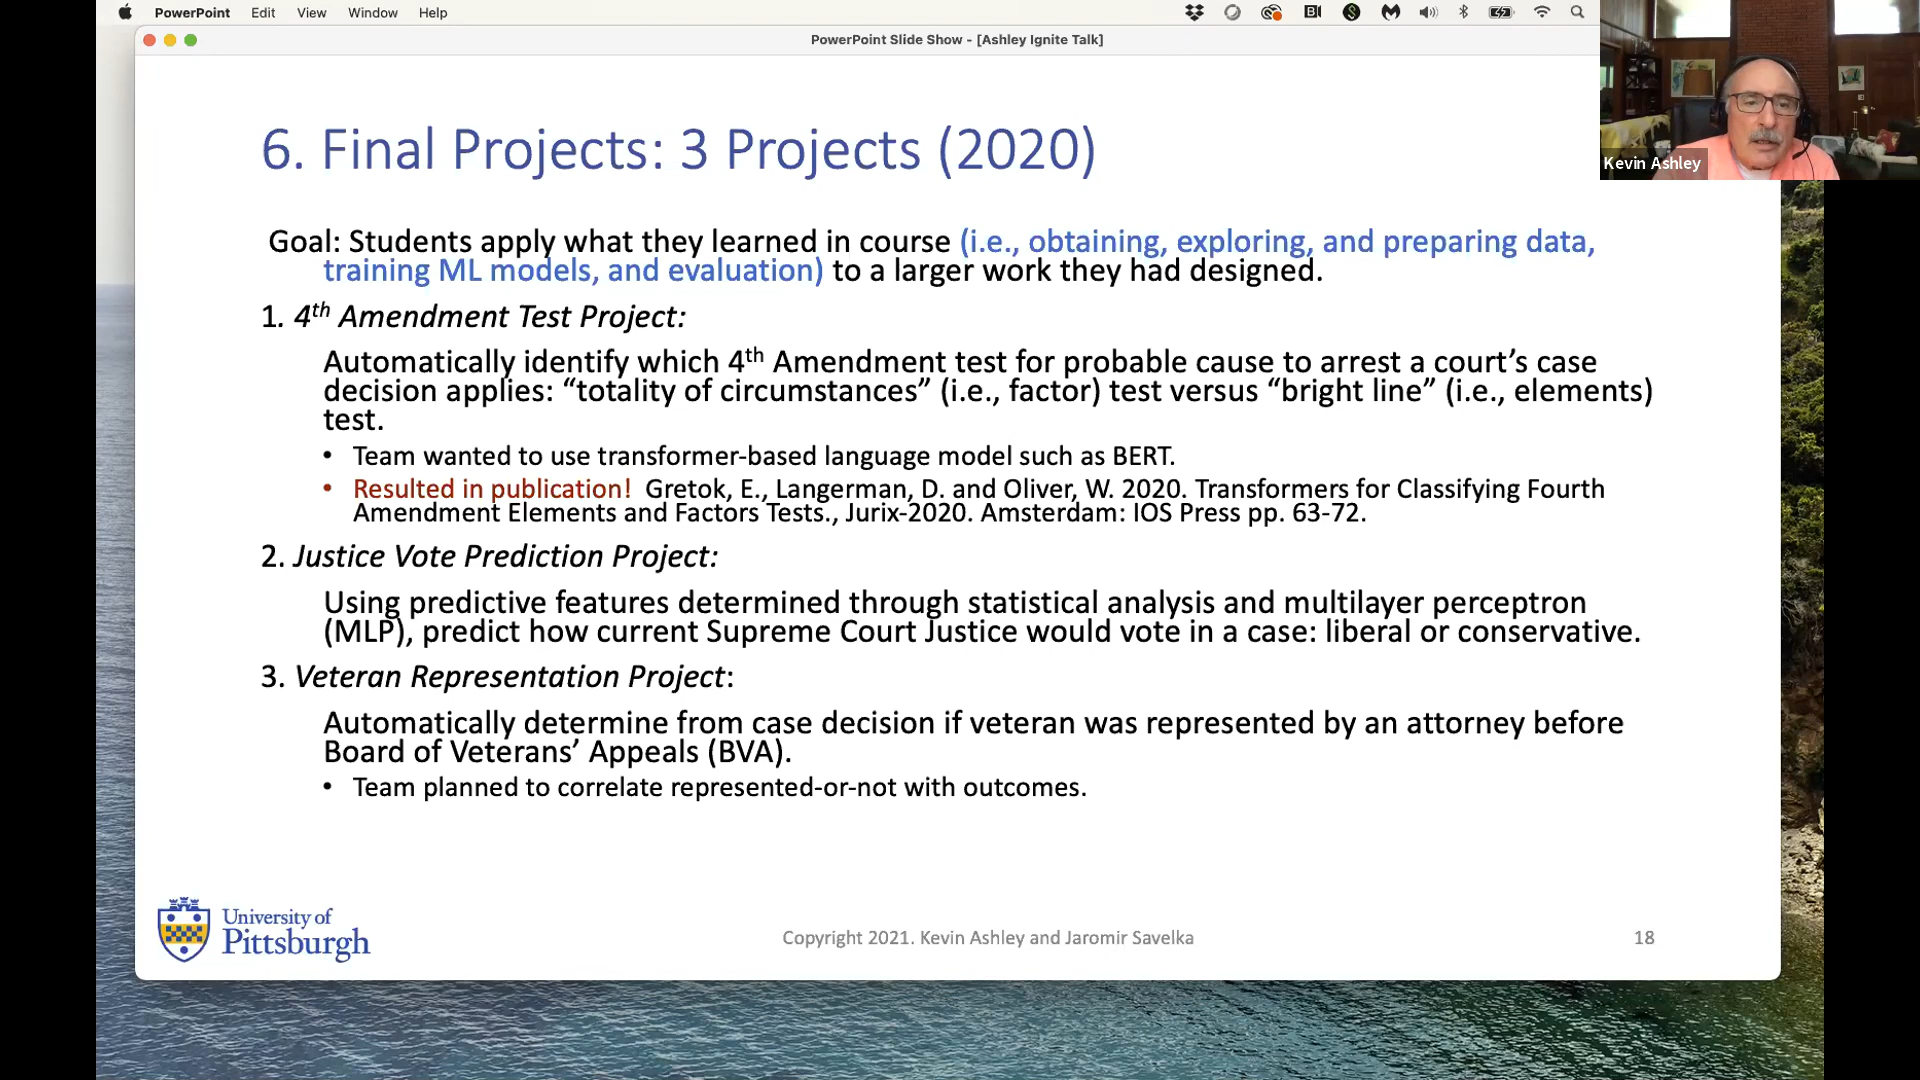 PowerPoint Edit View Window Help
PowerPoint Slide Show - [Ashley Ignite Talk]
Kevin Ashley
6. Final Projects: 3 Projects (2020)
Goal: Students apply what they learned in course (i.e., obtaining, exploring, and preparing data,
training ML models, and evaluation) to a larger work they had designed.
1. 4th Amendment Test Project:
Automatically identify which 4th Amendment test for probable cause to arrest a court’s case
decision applies: “totality of circumstances” (i.e., factor) test versus “bright line” (i.e., elements)
test.
• Team wanted to use transformer-based language model such as BERT.
• Resulted in publication! Gretok, E., Langerman, D. and Oliver, W. 2020. Transformers for Classifying Fourth
Amendment Elements and Factors Tests., Jurix-2020. Amsterdam: IOS Press pp. 63-72.
2. Justice Vote Prediction Project:
Using predictive features determined through statistical analysis and multilayer perceptron
(MLP), predict how current Supreme Court Justice would vote in a case: liberal or conservative.
3. Veteran Representation Project:
Automatically determine from case decision if veteran was represented by an attorney before
Board of Veterans’ Appeals (BVA).
• Team planned to correlate represented-or-not with outcomes.
University of
Pittsburgh
Copyright 2021. Kevin Ashley and Jaromir Savelka
18